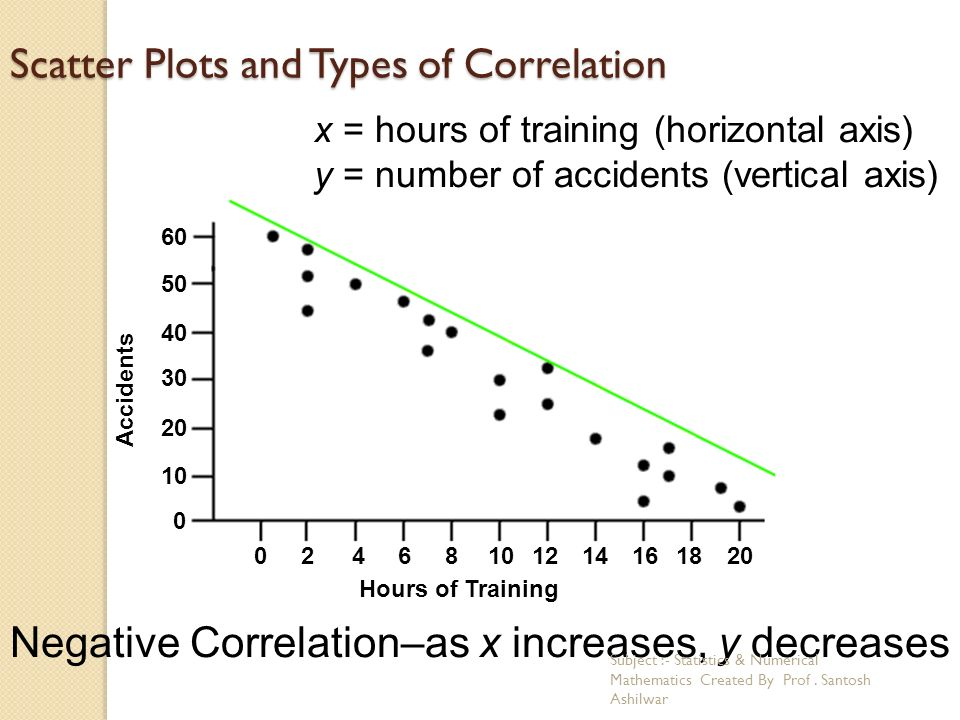 Scatter Plots and Types of Correlation
x = hours of training (horizontal axis)
y = number of accidents (vertical axis)
60
50
40
30
20
10
0
Accidents
0 2 4 6 8 10 12 14 16 18 20
Hours of Training
Negative Correlation–as x increases, y decreases
Subject :- Statistics & Numerical
Mathematics Created By Prof . Santosh
Ashilwar